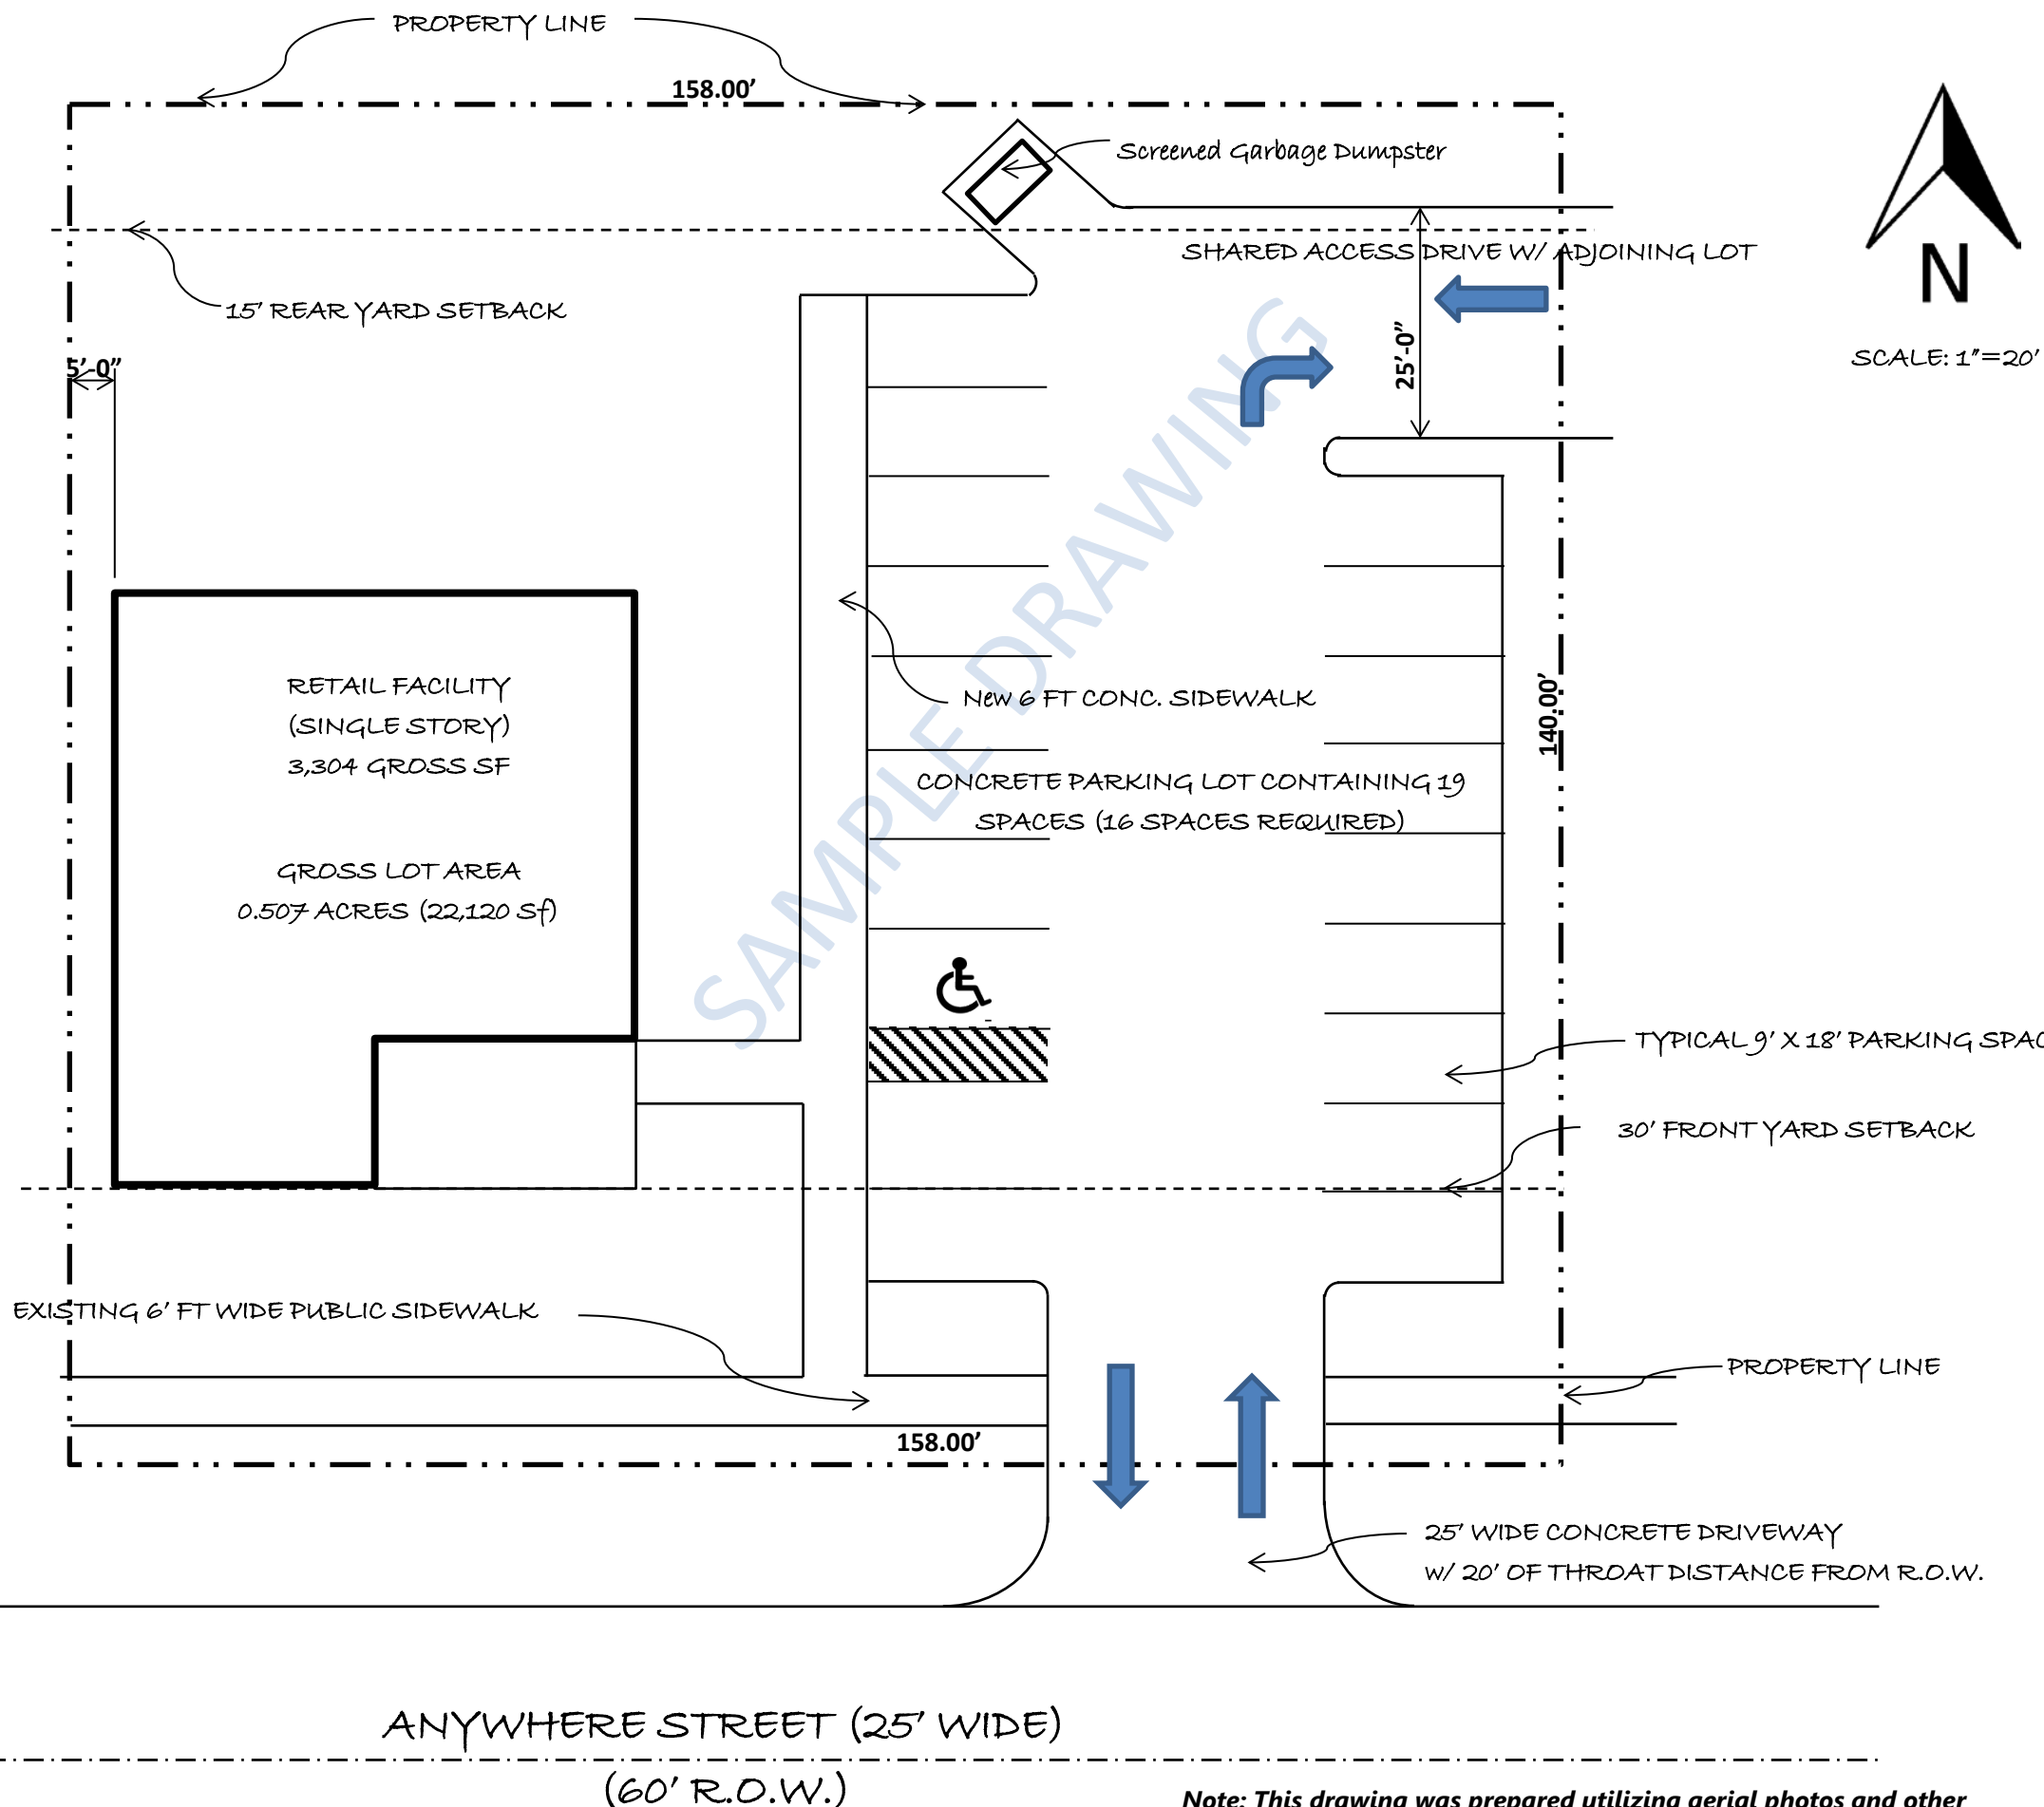 PROPERTY LINE
158.00’
Screened Garbage Dumpster
SHARED ACCESS DRIVE W/ ADJOINING LOT
N
15’ REAR YARD SETBACK
SCALE: 1”=20’
5’-0”
25’-0”
SAMPLE DRAWING
RETAIL FACILITY
(SINGLE STORY)
3,304 GROSS SF
New 6 FT CONC. SIDEWALK
140.00’
CONCRETE PARKING LOT CONTAINING 19
SPACES (16 SPACES REQUIRED)
GROSS LOT AREA
0.507 ACRES (22,120 Sf)
TYPICAL 9’ X 18’ PARKING SPAC
30’ FRONT YARD SETBACK
EXISTING 6’ FT WIDE PUBLIC SIDEWALK
PROPERTY LINE
158.00’
25’ WIDE CONCRETE DRIVEWAY
w/ 20’ OF THROAT DISTANCE FROM R.O.W.
ANYWHERE STREET (25’ WIDE)
(60’ R.O.W.)
Note: This drawing was prepared utilizing aerial photos and other